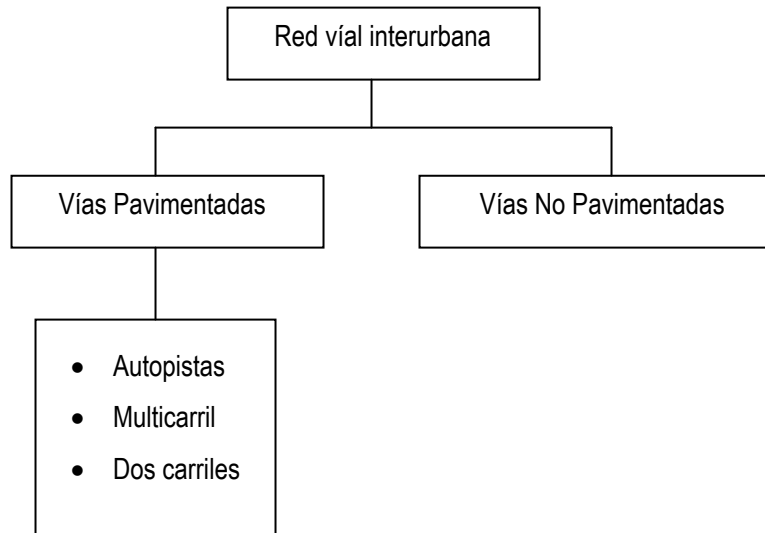 Red víal interurbana
Vías Pavimentadas
Vías No Pavimentadas
• Autopistas
• Multicarril
• Dos carriles